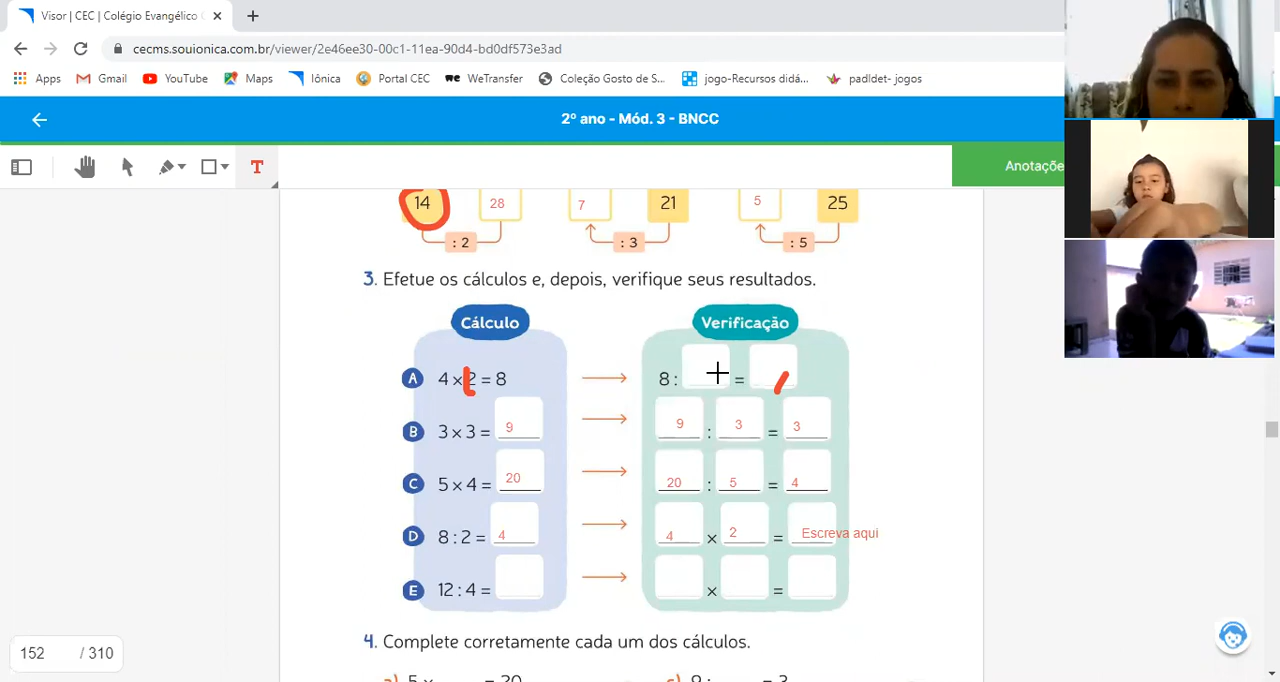 Visor | CEC | Colégio Evangélico
cecms.souionica.com.br/viewer/2e46ee30-00c1-11ea-90d4-bd0df573e3ad
Apps Gmail YouTube Maps Iônica Portal CEC WeTransfer Coleção Gosto de S... jogo-Recursos didá... padldet- jogos
2º ano - Mód. 3 - BNCC
T Anotaçõe
14 28 7 21 5 25
: 2 : 3 : 5
3. Efetue os cálculos e, depois, verifique seus resultados.
Cálculo Verificação
A 4 × 2 = 8 8 : =
B 3 × 3 = 9 9 : 3 = 3
C 5 × 4 = 20 20 : 5 = 4
D 8 : 2 = 4 4 × 2 = Escreva aqui
E 12 : 4 = × =
152 / 310
4. Complete corretamente cada um dos cálculos.
a) 5 × = 20 c) 9 : = 3